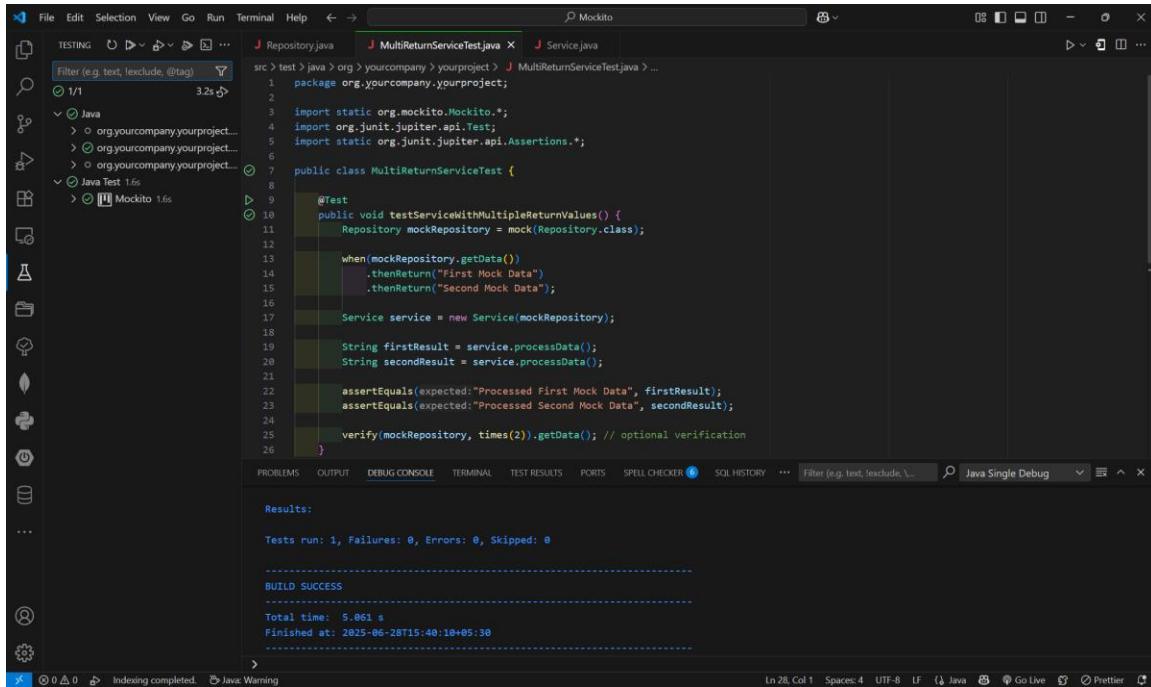 File Edit Selection View Go Run Terminal Help
Mockito
TESTING
Filter (e.g. text, !exclude, @tag)
1/1 3.2s
Java
org.yourcompany.yourproject....
org.yourcompany.yourproject....
org.yourcompany.yourproject....
Java Test 1.6s
Mockito 1.6s
J Repository.java J MultiReturnServiceTest.java J Service.java
src > test > java > org > yourcompany > yourproject > J MultiReturnServiceTest.java > ...
1 package org.yourcompany.yourproject;
2
3 import static org.mockito.Mockito.*;
4 import org.junit.jupiter.api.Test;
5 import static org.junit.jupiter.api.Assertions.*;
6
7 public class MultiReturnServiceTest {
8
9 @Test
10 public void testServiceWithMultipleReturnValues() {
11 Repository mockRepository = mock(Repository.class);
12
13 when(mockRepository.getData())
14 .thenReturn("First Mock Data")
15 .thenReturn("Second Mock Data");
16
17 Service service = new Service(mockRepository);
18
19 String firstResult = service.processData();
20 String secondResult = service.processData();
21
22 assertEquals(expected:"Processed First Mock Data", firstResult);
23 assertEquals(expected:"Processed Second Mock Data", secondResult);
24
25 verify(mockRepository, times(2)).getData(); // optional verification
26 }
PROBLEMS OUTPUT DEBUG CONSOLE TERMINAL TEST RESULTS PORTS SPELL CHECKER 6 SQL HISTORY ... Filter (e.g. text, !exclude, \... Java Single Debug
Results:
Tests run: 1, Failures: 0, Errors: 0, Skipped: 0
------------------------------------------------------------------------
BUILD SUCCESS
------------------------------------------------------------------------
Total time: 5.061 s
Finished at: 2025-06-28T15:40:10+05:30
------------------------------------------------------------------------
>
0 0 Indexing completed. Java: Warning Ln 28, Col 1 Spaces: 4 UTF-8 LF Java Go Live Prettier